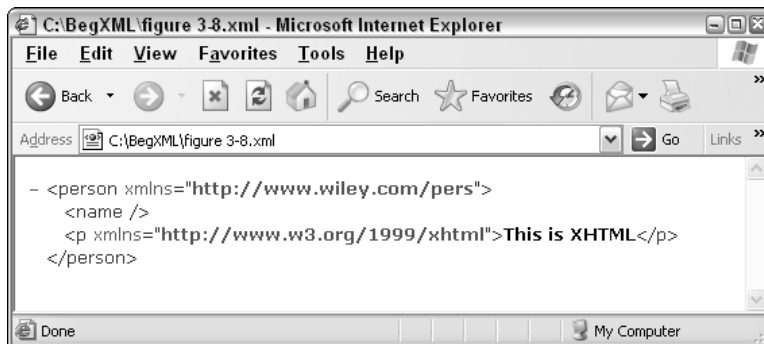 C:\BegXML\figure 3-8.xml - Microsoft Internet Explorer
File Edit View Favorites Tools Help
Back Search Favorites »
Address C:\BegXML\figure 3-8.xml Go Links »
– <person xmlns="http://www.wiley.com/pers">
<name />
<p xmlns="http://www.w3.org/1999/xhtml">This is XHTML</p>
</person>
Done My Computer